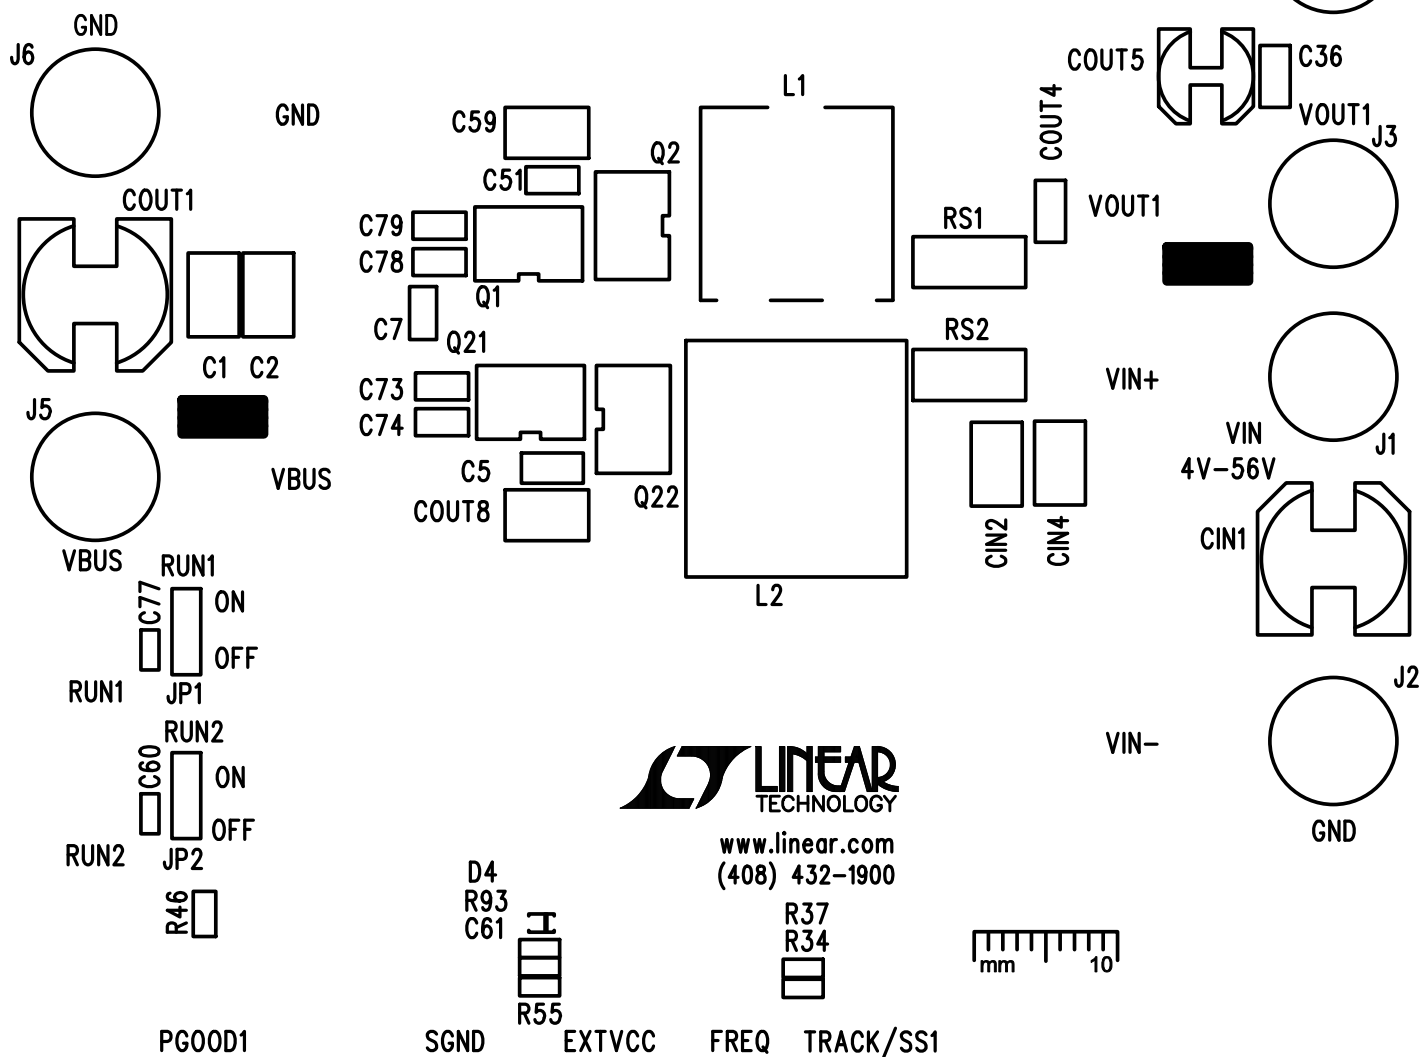 GND
J6
COUT5
C36
L1
GND
C59
COUT4
VOUT1
J3
Q2
C51
COUT1
C79
VOUT1
RS1
C78
Q1
C7
Q21
RS2
C1
C2
C73
VIN+
J5
C74
VIN
J1
4V-56V
C5
VBUS
Q22
COUT8
CIN2
CIN4
CIN1
VBUS
RUN1
C77
ON
L2
OFF
RUN1
JP1
J2
RUN2
C60
ON
VIN-
LINEAR
TECHNOLOGY
OFF
RUN2
JP2
GND
www.linear.com
(408) 432-1900
D4
R93
C61
R46
R37
R34
mm 10
R55
PGOOD1
SGND
EXTVCC
FREQ
TRACK/SS1